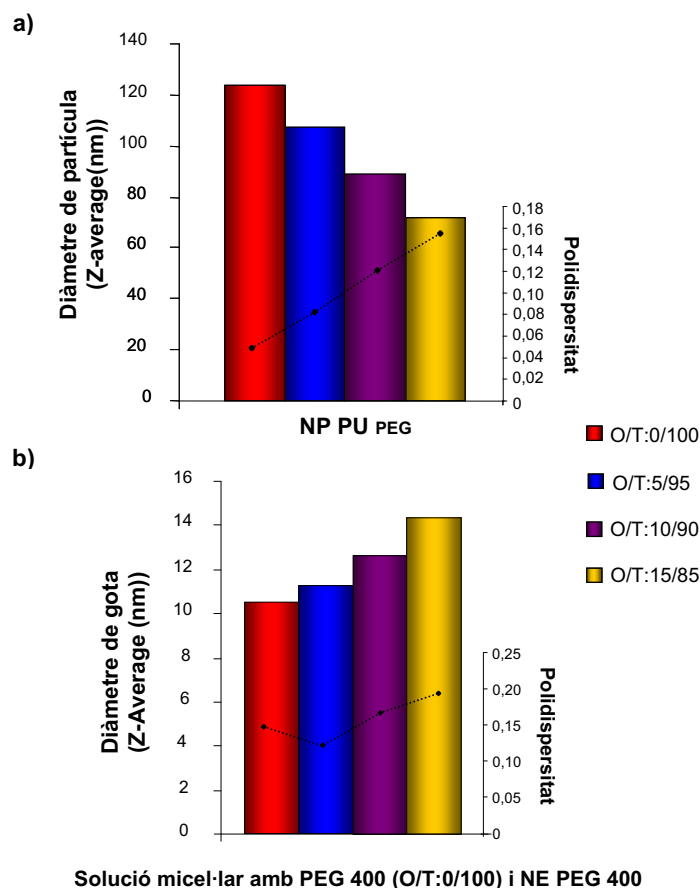 a)
Diàmetre de partícula
(Z-average(nm))
140
120
100
80
60
40
20
0
0,18
0,16
0,14
0,12
0,10
0,08
0,06
0,04
0,02
0
Polidispersitat
NP PU PEG
O/T:0/100
O/T:5/95
O/T:10/90
O/T:15/85
b)
Diàmetre de gota
(Z-Average (nm))
16
14
12
10
8
6
4
2
0
0,25
0,20
0,15
0,10
0,05
0
Polidispersitat
Solució micel·lar amb PEG 400 (O/T:0/100) i NE PEG 400